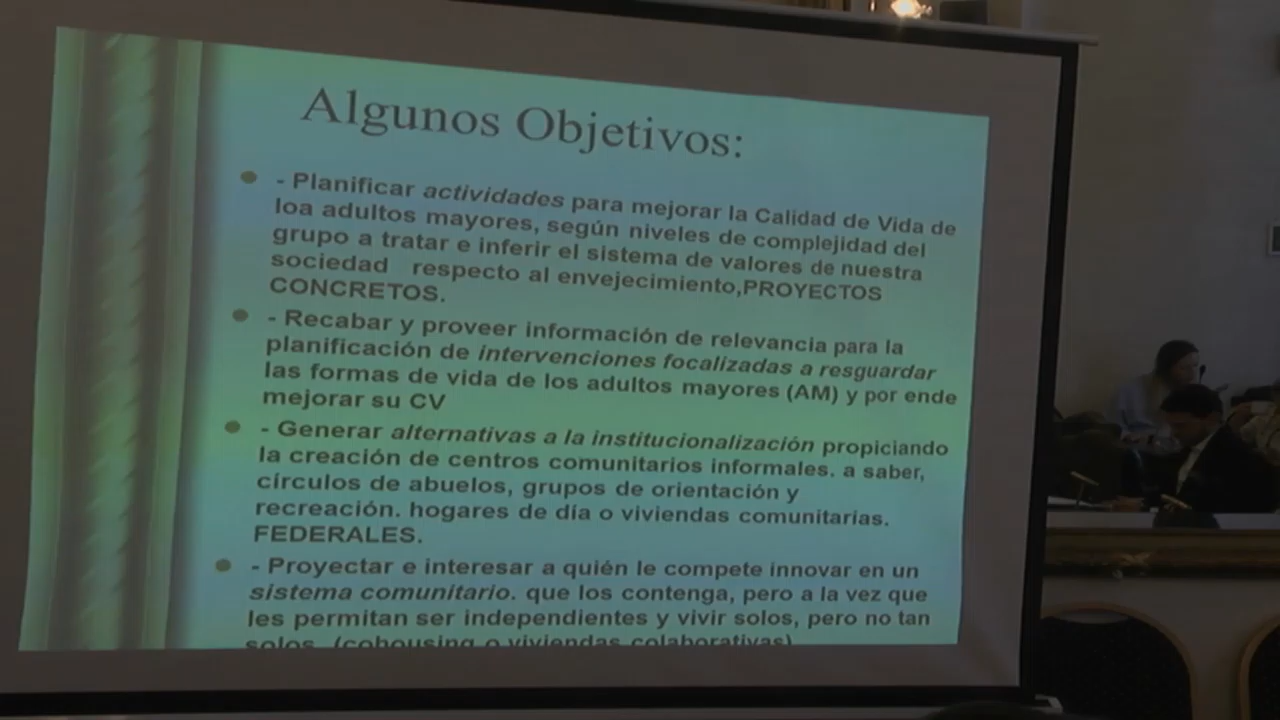 Algunos Objetivos:
- Planificar actividades para mejorar la Calidad de Vida de
loa adultos mayores, según niveles de complejidad del
grupo a tratar e inferir el sistema de valores de nuestra
sociedad respecto al envejecimiento,PROYECTOS
CONCRETOS.
- Recabar y proveer información de relevancia para la
planificación de intervenciones focalizadas a resguardar
las formas de vida de los adultos mayores (AM) y por ende
mejorar su CV
- Generar alternativas a la institucionalización propiciando
la creación de centros comunitarios informales. a saber,
círculos de abuelos, grupos de orientación y
recreación. hogares de día o viviendas comunitarias.
FEDERALES.
- Proyectar e interesar a quién le compete innovar en un
sistema comunitario. que los contenga, pero a la vez que
les permitan ser independientes y vivir solos, pero no tan
solos (cohousing o viviendas colaborativas)